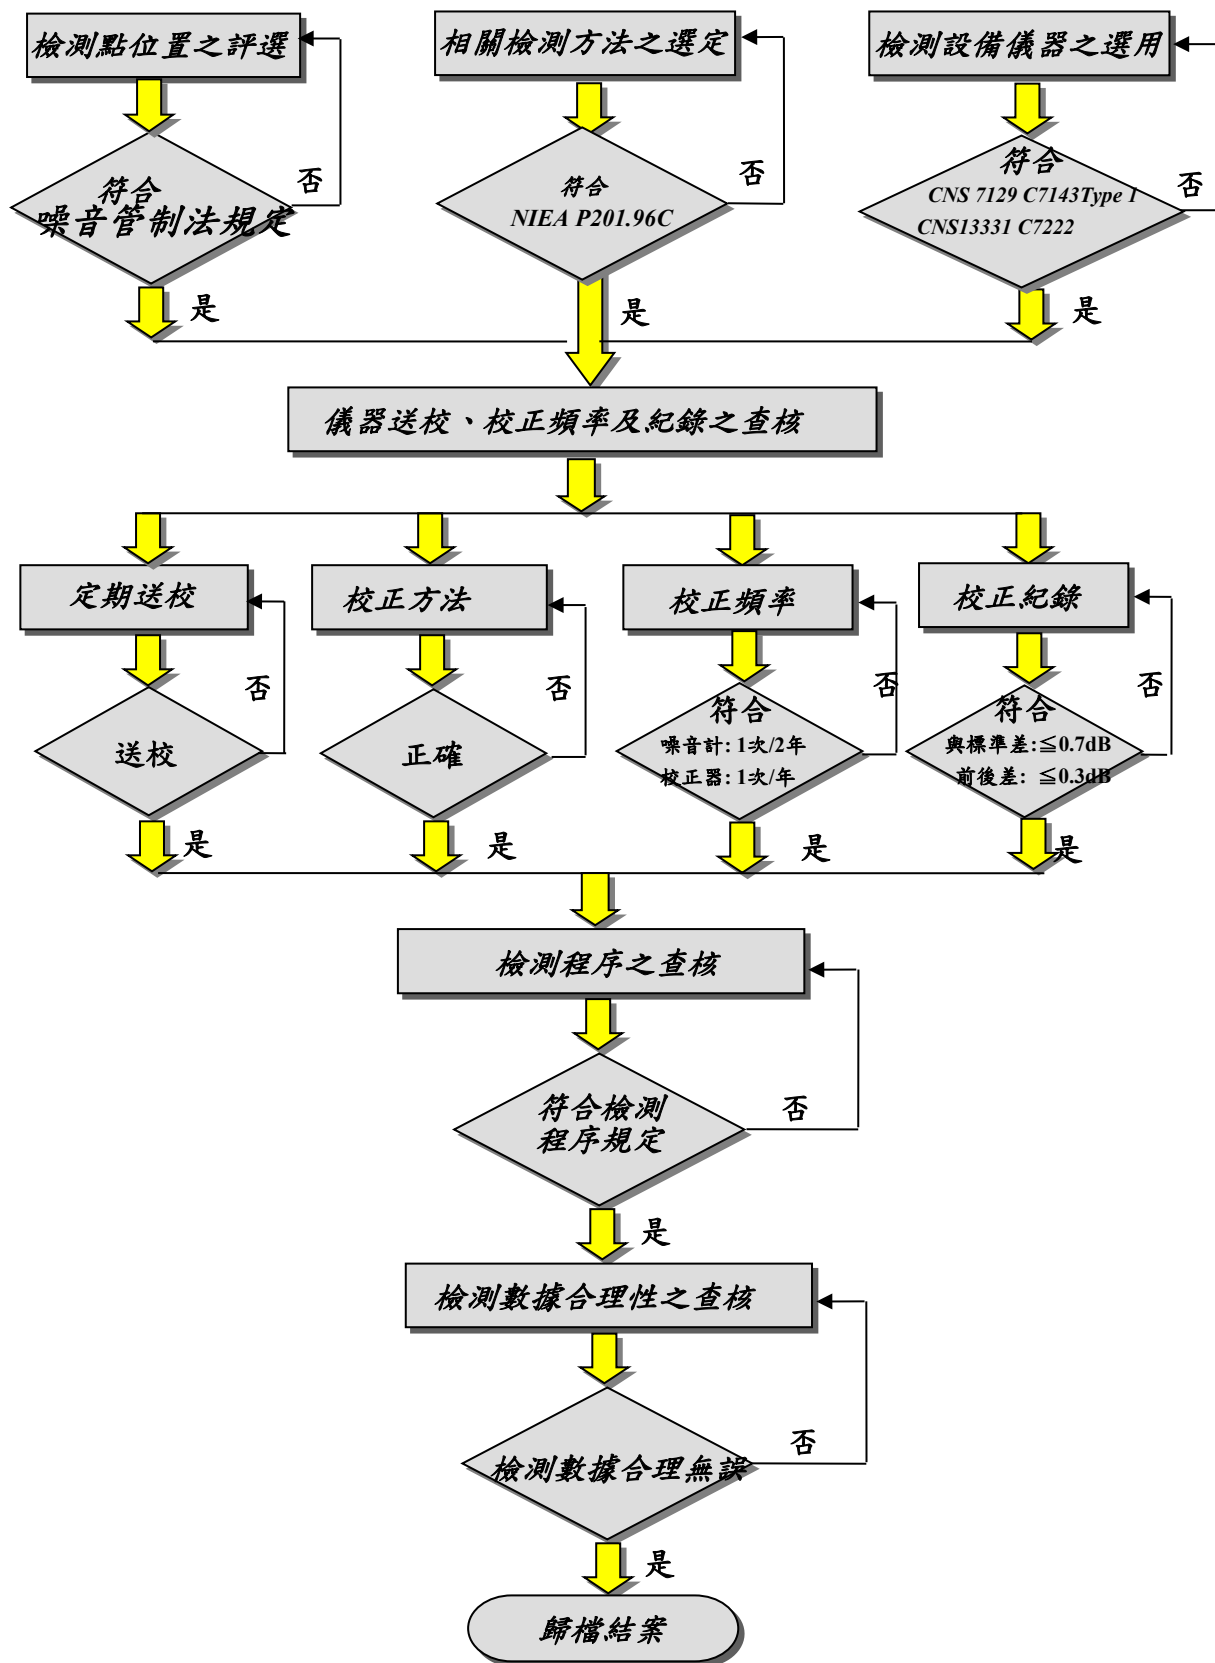 檢測點位置之評選
相關檢測方法之選定
檢測設備儀器之選用
符合
噪音管制法規定
否
符合
NIEA P201.96C
否
符合
CNS 7129 C7143Type 1
CNS13331 C7222
否
是
是
是
儀器送校、校正頻率及紀錄之查核
定期送校
校正方法
校正頻率
校正紀錄
送校
否
正確
否
符合
噪音計: 1次/2年
校正器: 1次/年
否
符合
與標準差:≦0.7dB
前後差: ≦0.3dB
否
是
是
是
是
檢測程序之查核
符合檢測
程序規定
否
是
檢測數據合理性之查核
檢測數據合理無誤
否
是
歸檔結案